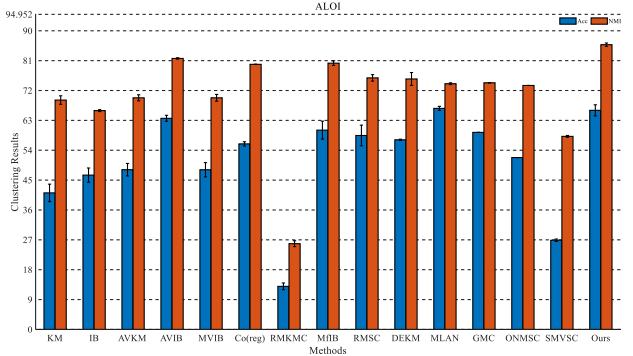 ALOI
94.952
Acc NMI
90
81
72
63
54
45
36
27
18
9
0
Clustering Results
KM IB AVKM AVIB MVIB Co(reg) RMKMC MfIB RMSC DEKM MLAN GMC ONMSC SMVSC Ours
Methods